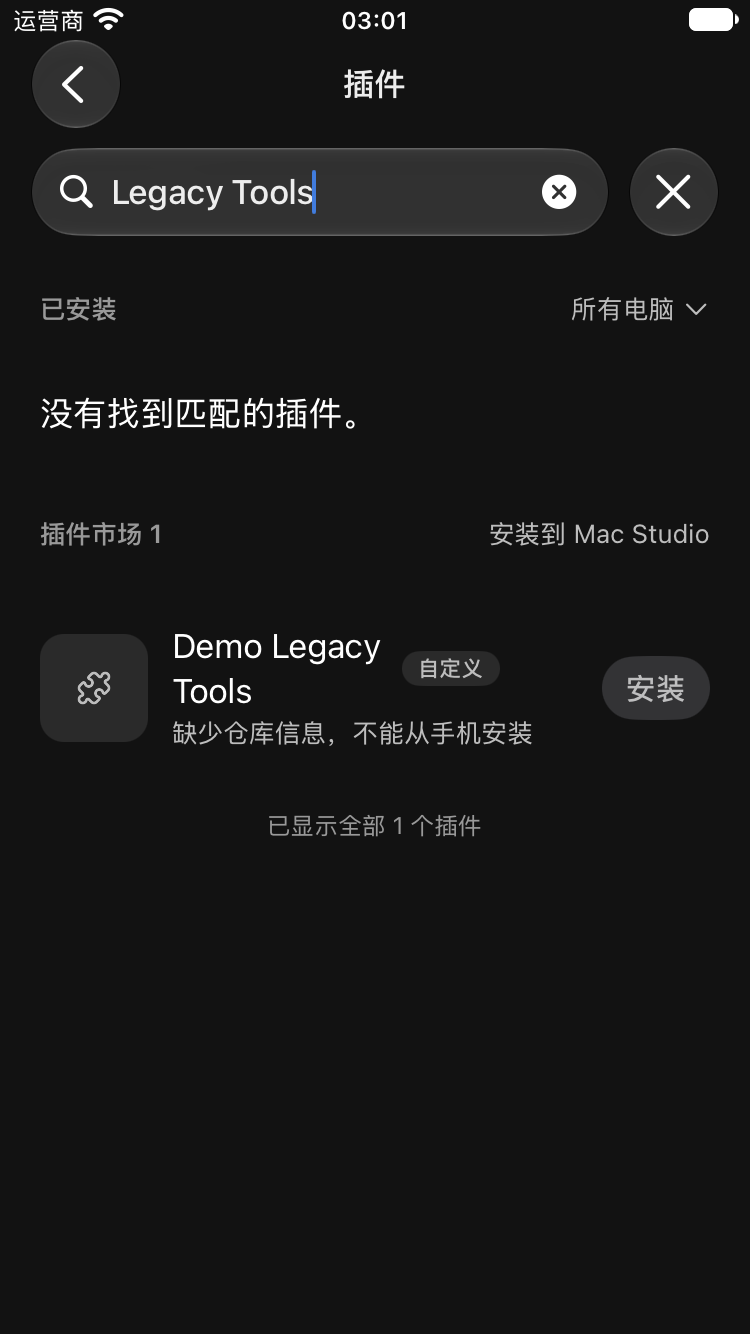 运营商
03:01
插件
Legacy Tools
已安装
所有电脑
没有找到匹配的插件。
插件市场 1
安装到 Mac Studio
Demo Legacy
Tools
自定义
缺少仓库信息，不能从手机安装
安装
已显示全部 1 个插件